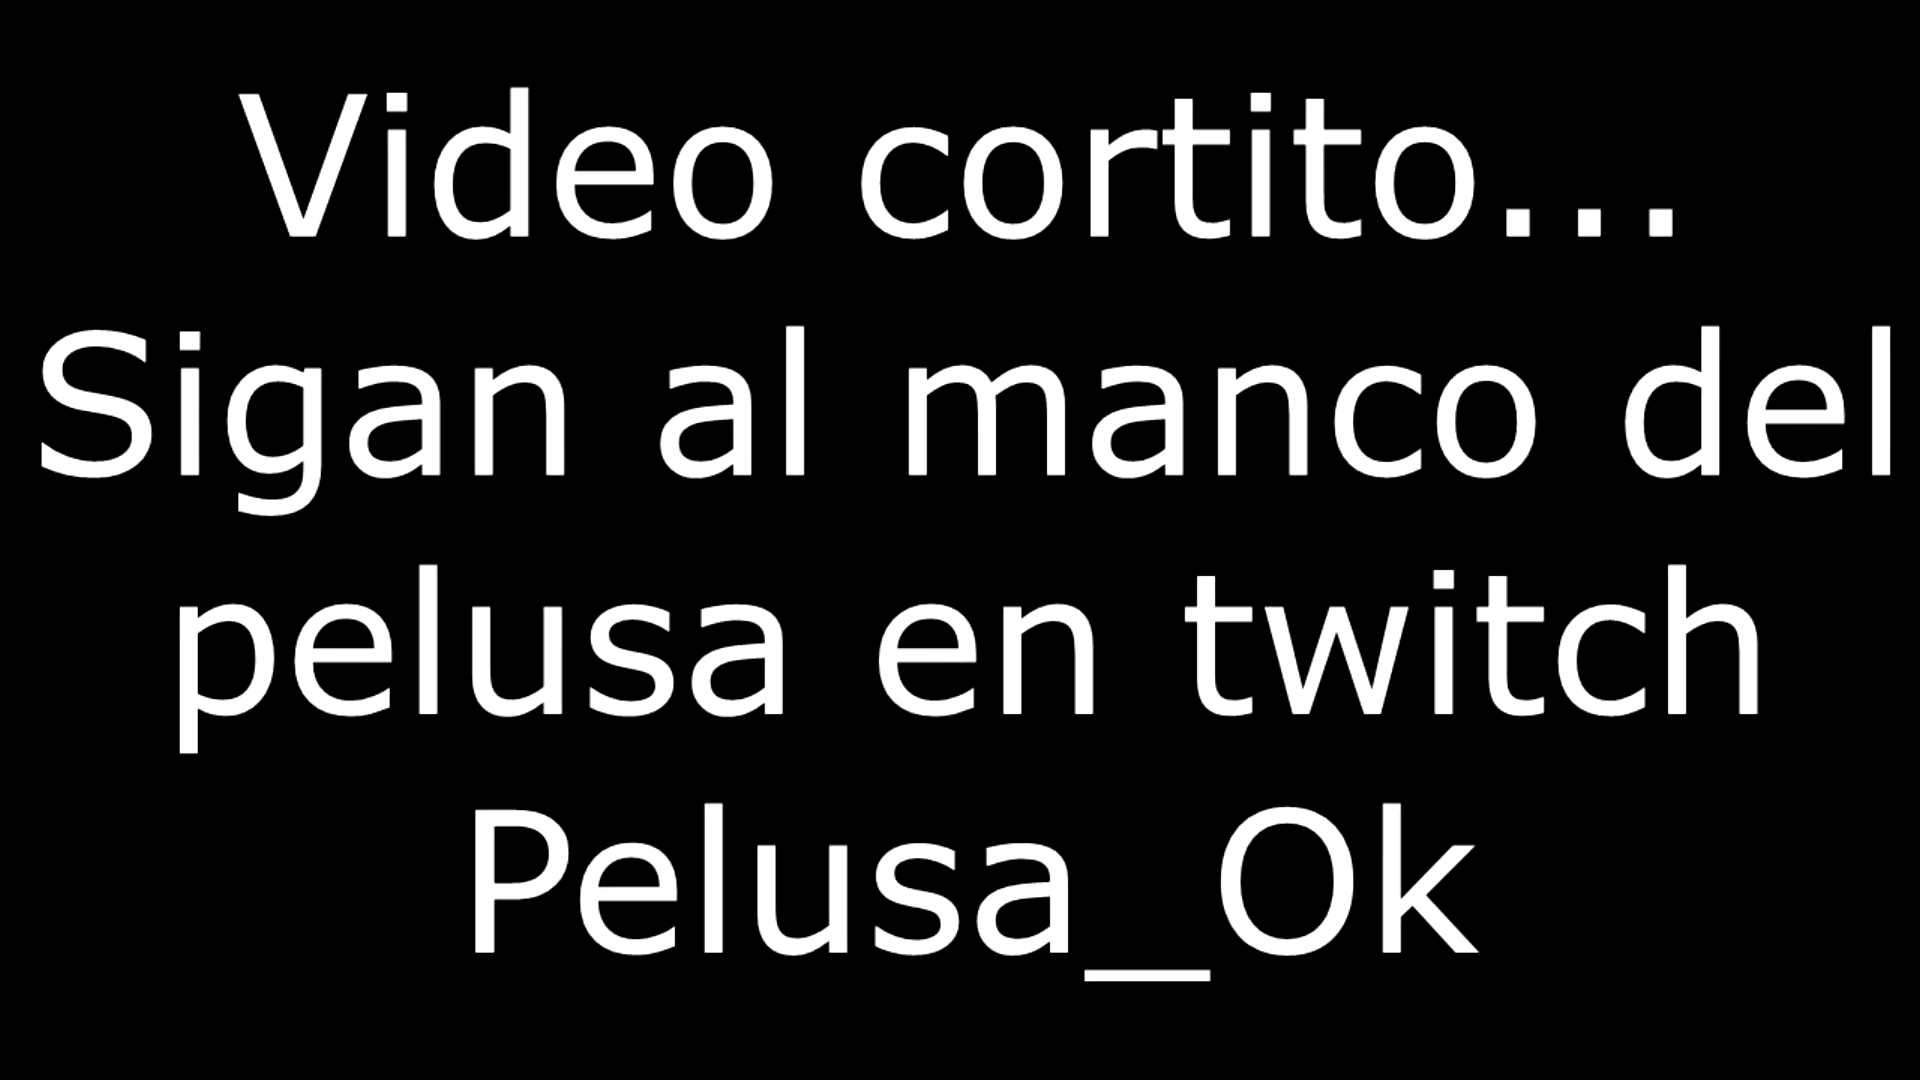 Video cortito...
Sigan al manco del
pelusa en twitch
Pelusa_Ok